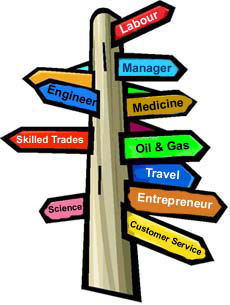 Labour
Manager
Engineer
Medicine
Skilled Trades
Oil & Gas
Travel
Entrepreneur
Science
Customer Service